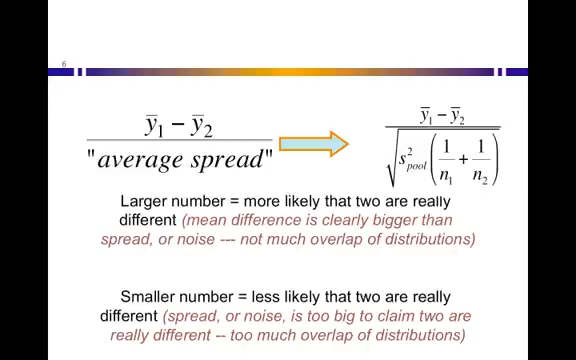 6
ȳ₁ − ȳ₂
"average spread"
ȳ₁ − ȳ₂
√(s²pool (1/n₁ + 1/n₂))
Larger number = more likely that two are really
different (mean difference is clearly bigger than
spread, or noise --- not much overlap of distributions)
Smaller number = less likely that two are really
different (spread, or noise, is too big to claim two are
really different -- too much overlap of distributions)